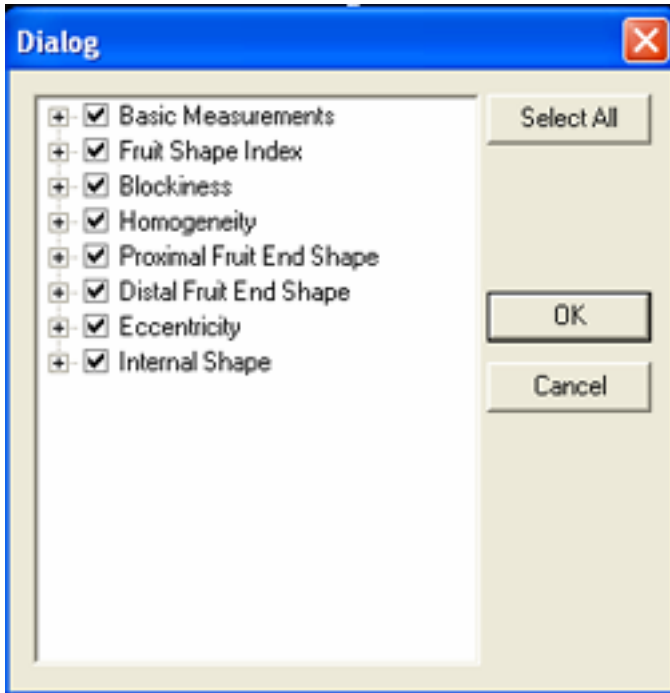 Dialog
Basic Measurements
Fruit Shape Index
Blockiness
Homogeneity
Proximal Fruit End Shape
Distal Fruit End Shape
Eccentricity
Internal Shape
Select All
OK
Cancel